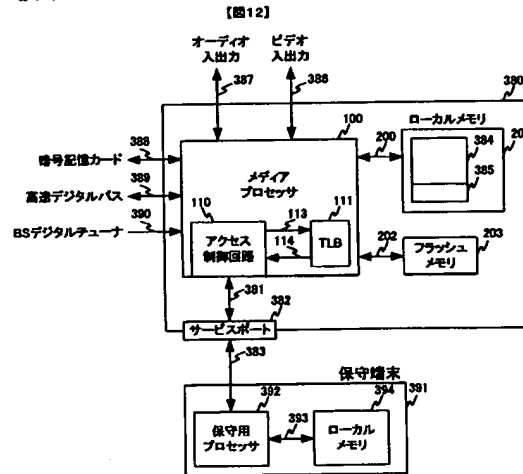 【図12】
オーディオ
入出力
ビデオ
入出力
387
386
380
100
200
ローカルメモリ
20
384
385
暗号記憶カード
388
高速デジタルバス
389
BSデジタルチューナ
390
メディア
プロセッサ
110
アクセス
制御回路
113
114
111
TLB
202
フラッシュ
メモリ
203
381
382
サービスポート
383
保守端末
391
392
保守用
プロセッサ
393
394
ローカル
メモリ